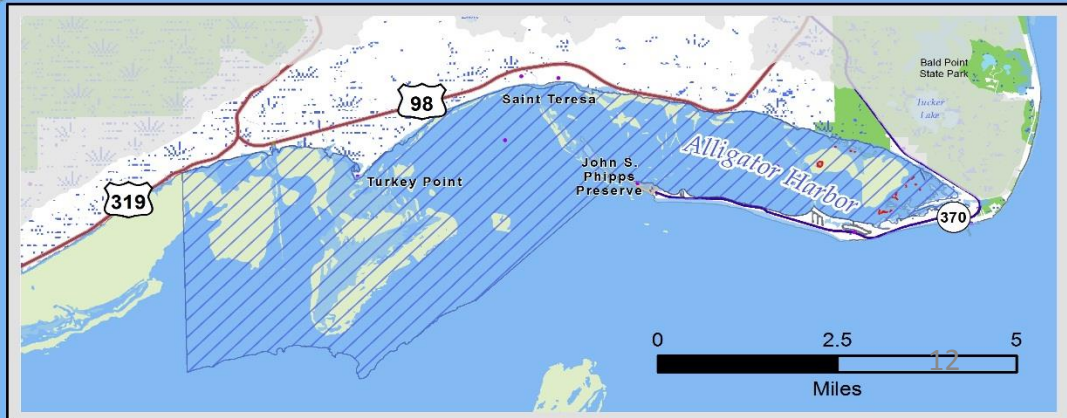 Bald Point
State Park
Tucker
Lake
98
Saint Teresa
Alligator Harbor
John S.
Phipps
Preserve
Turkey Point
319
370
0 2.5 5
12
Miles